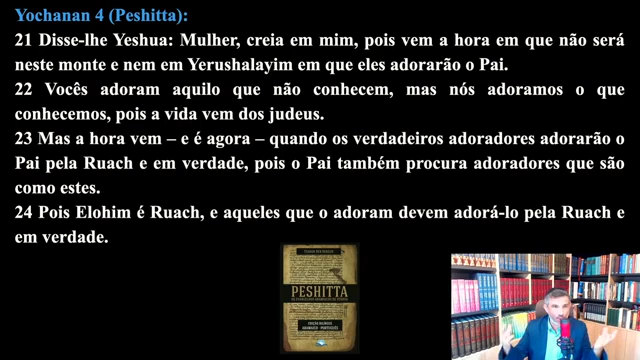 Yochanan 4 (Peshitta):
21 Disse-lhe Yeshua: Mulher, creia em mim, pois vem a hora em que não será
neste monte e nem em Yerushalayim em que eles adorarão o Pai.
22 Vocês adoram aquilo que não conhecem, mas nós adoramos o que
conhecemos, pois a vida vem dos judeus.
23 Mas a hora vem – e é agora – quando os verdadeiros adoradores adorarão o
Pai pela Ruach e em verdade, pois o Pai também procura adoradores que são
como estes.
24 Pois Elohim é Ruach, e aqueles que o adoram devem adorá-lo pela Ruach e
em verdade.
PESHITTA